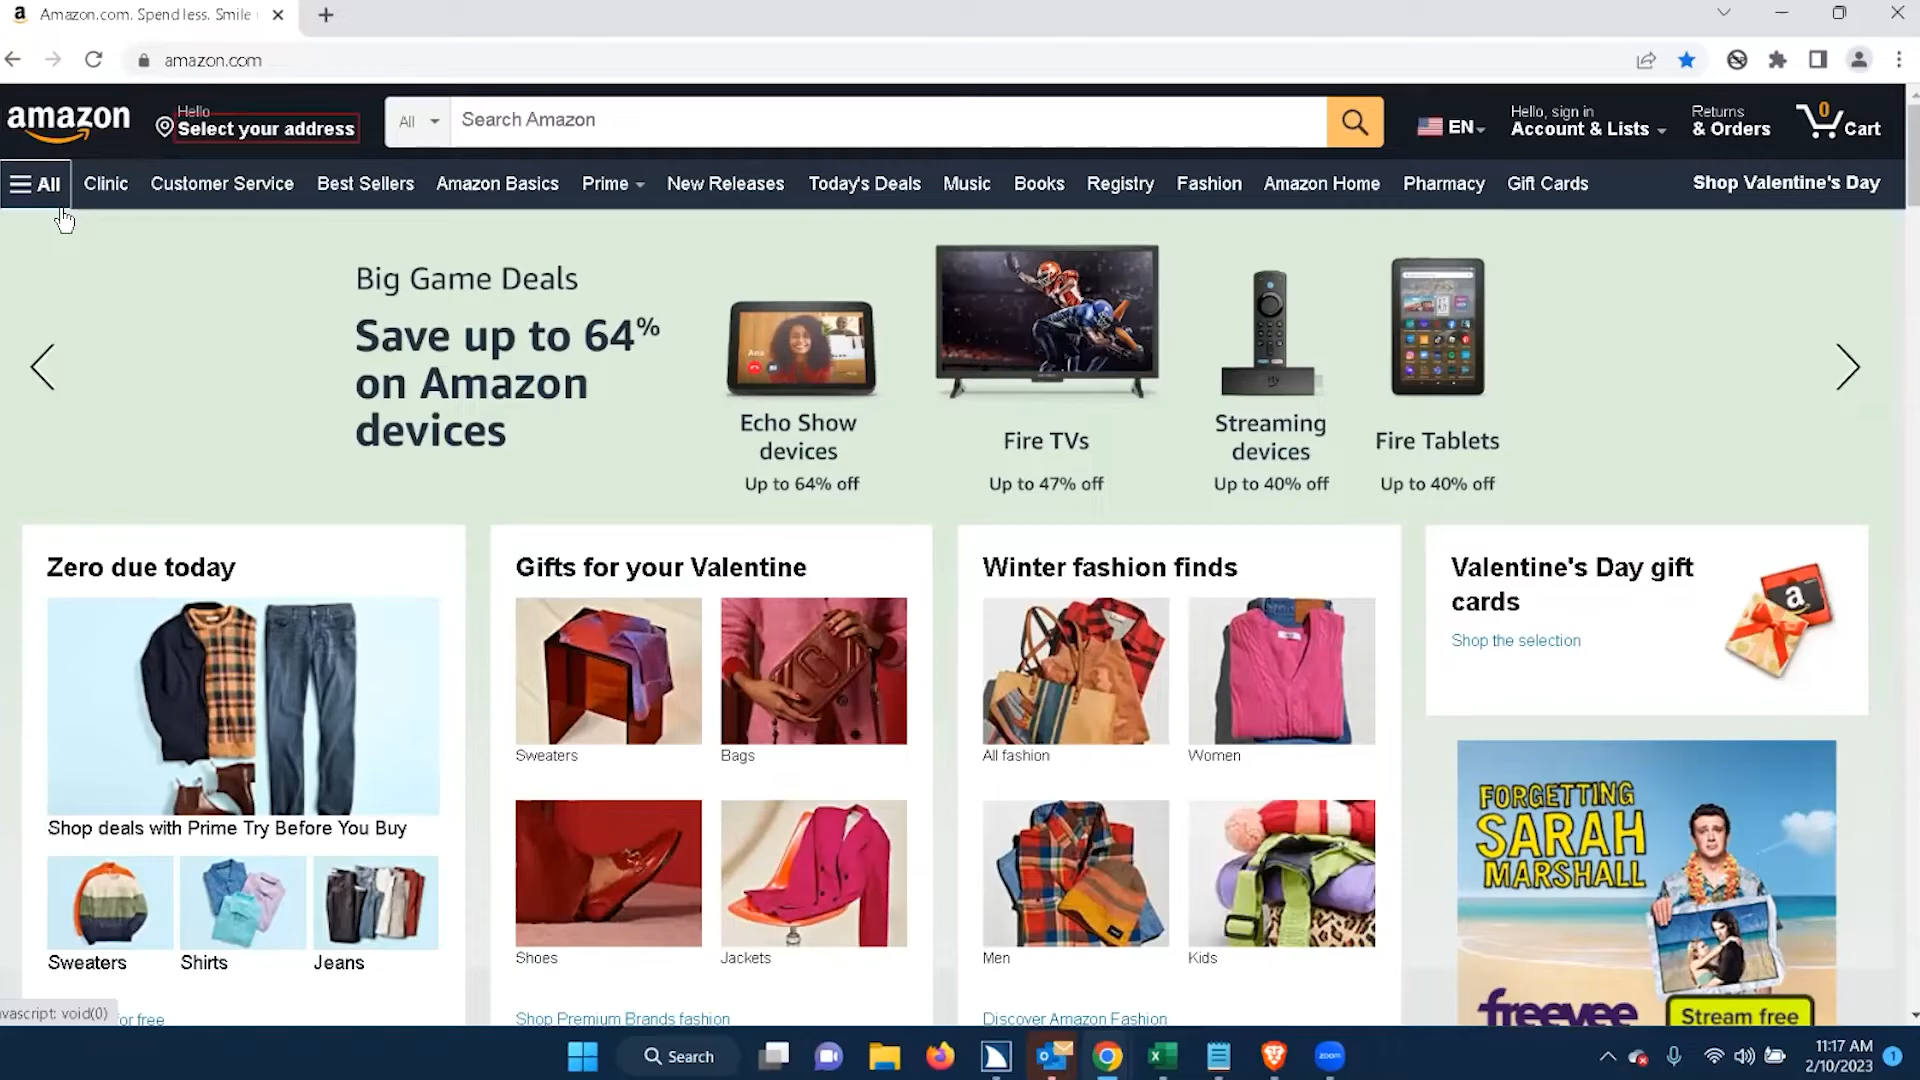 Amazon.com. Spend less. Smile
amazon.com
amazon
Hello
Select your address
All
Search Amazon
EN
Hello, sign in
Account & Lists
Returns
& Orders
0
Cart
All
Clinic
Customer Service
Best Sellers
Amazon Basics
Prime
New Releases
Today's Deals
Music
Books
Registry
Fashion
Amazon Home
Pharmacy
Gift Cards
Shop Valentine's Day
Big Game Deals
Save up to 64%
on Amazon
devices
Echo Show
devices
Up to 64% off
Fire TVs
Up to 47% off
Streaming
devices
Up to 40% off
Fire Tablets
Up to 40% off
Zero due today
Shop deals with Prime Try Before You Buy
Sweaters
Shirts
Jeans
for free
Gifts for your Valentine
Sweaters
Bags
Shoes
Jackets
Shop Premium Brands fashion
Winter fashion finds
All fashion
Women
Men
Kids
Discover Amazon Fashion
Valentine's Day gift
cards
Shop the selection
FORGETTING
SARAH
MARSHALL
freevee
Stream free
avascript: void(0)
Search
zoom
11:17 AM
2/10/2023
1